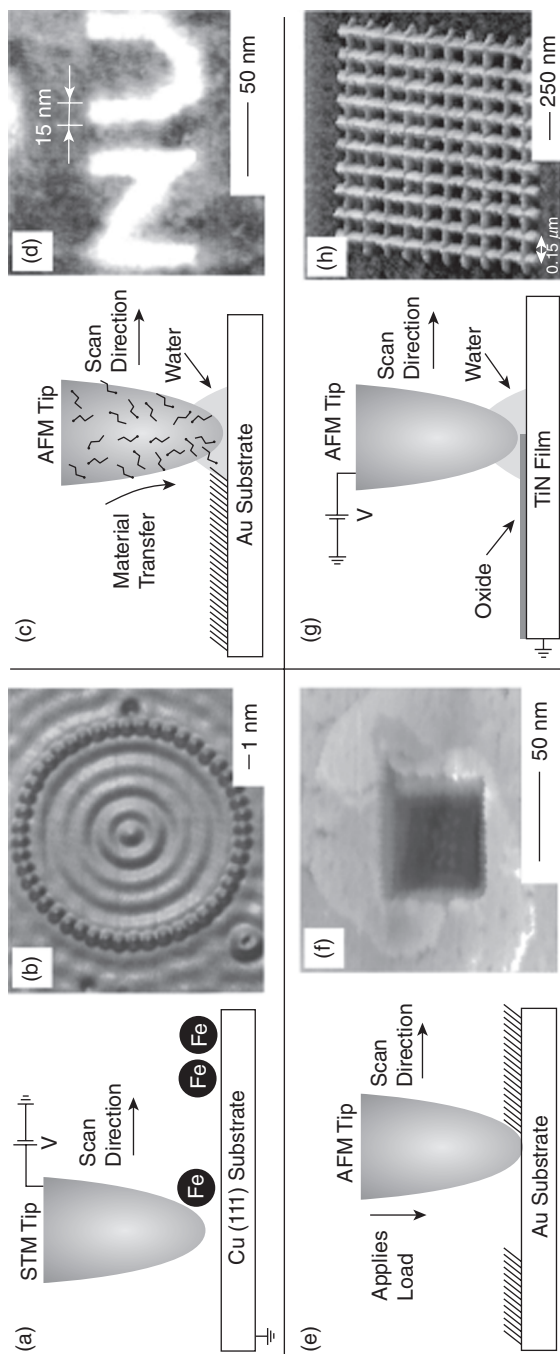 (a)
STM Tip
V
Scan
Direction
Fe
Fe
Fe
Cu (111) Substrate
(b)
1 nm
(c)
AFM Tip
Material
Transfer
Scan
Direction
Water
Au Substrate
(d)
15 nm
NU
50 nm
(e)
AFM Tip
Applies
Load
Scan
Direction
Au Substrate
(f)
50 nm
(g)
V
AFM Tip
Scan
Direction
Oxide
Water
TiN Film
(h)
0.15 μm
250 nm